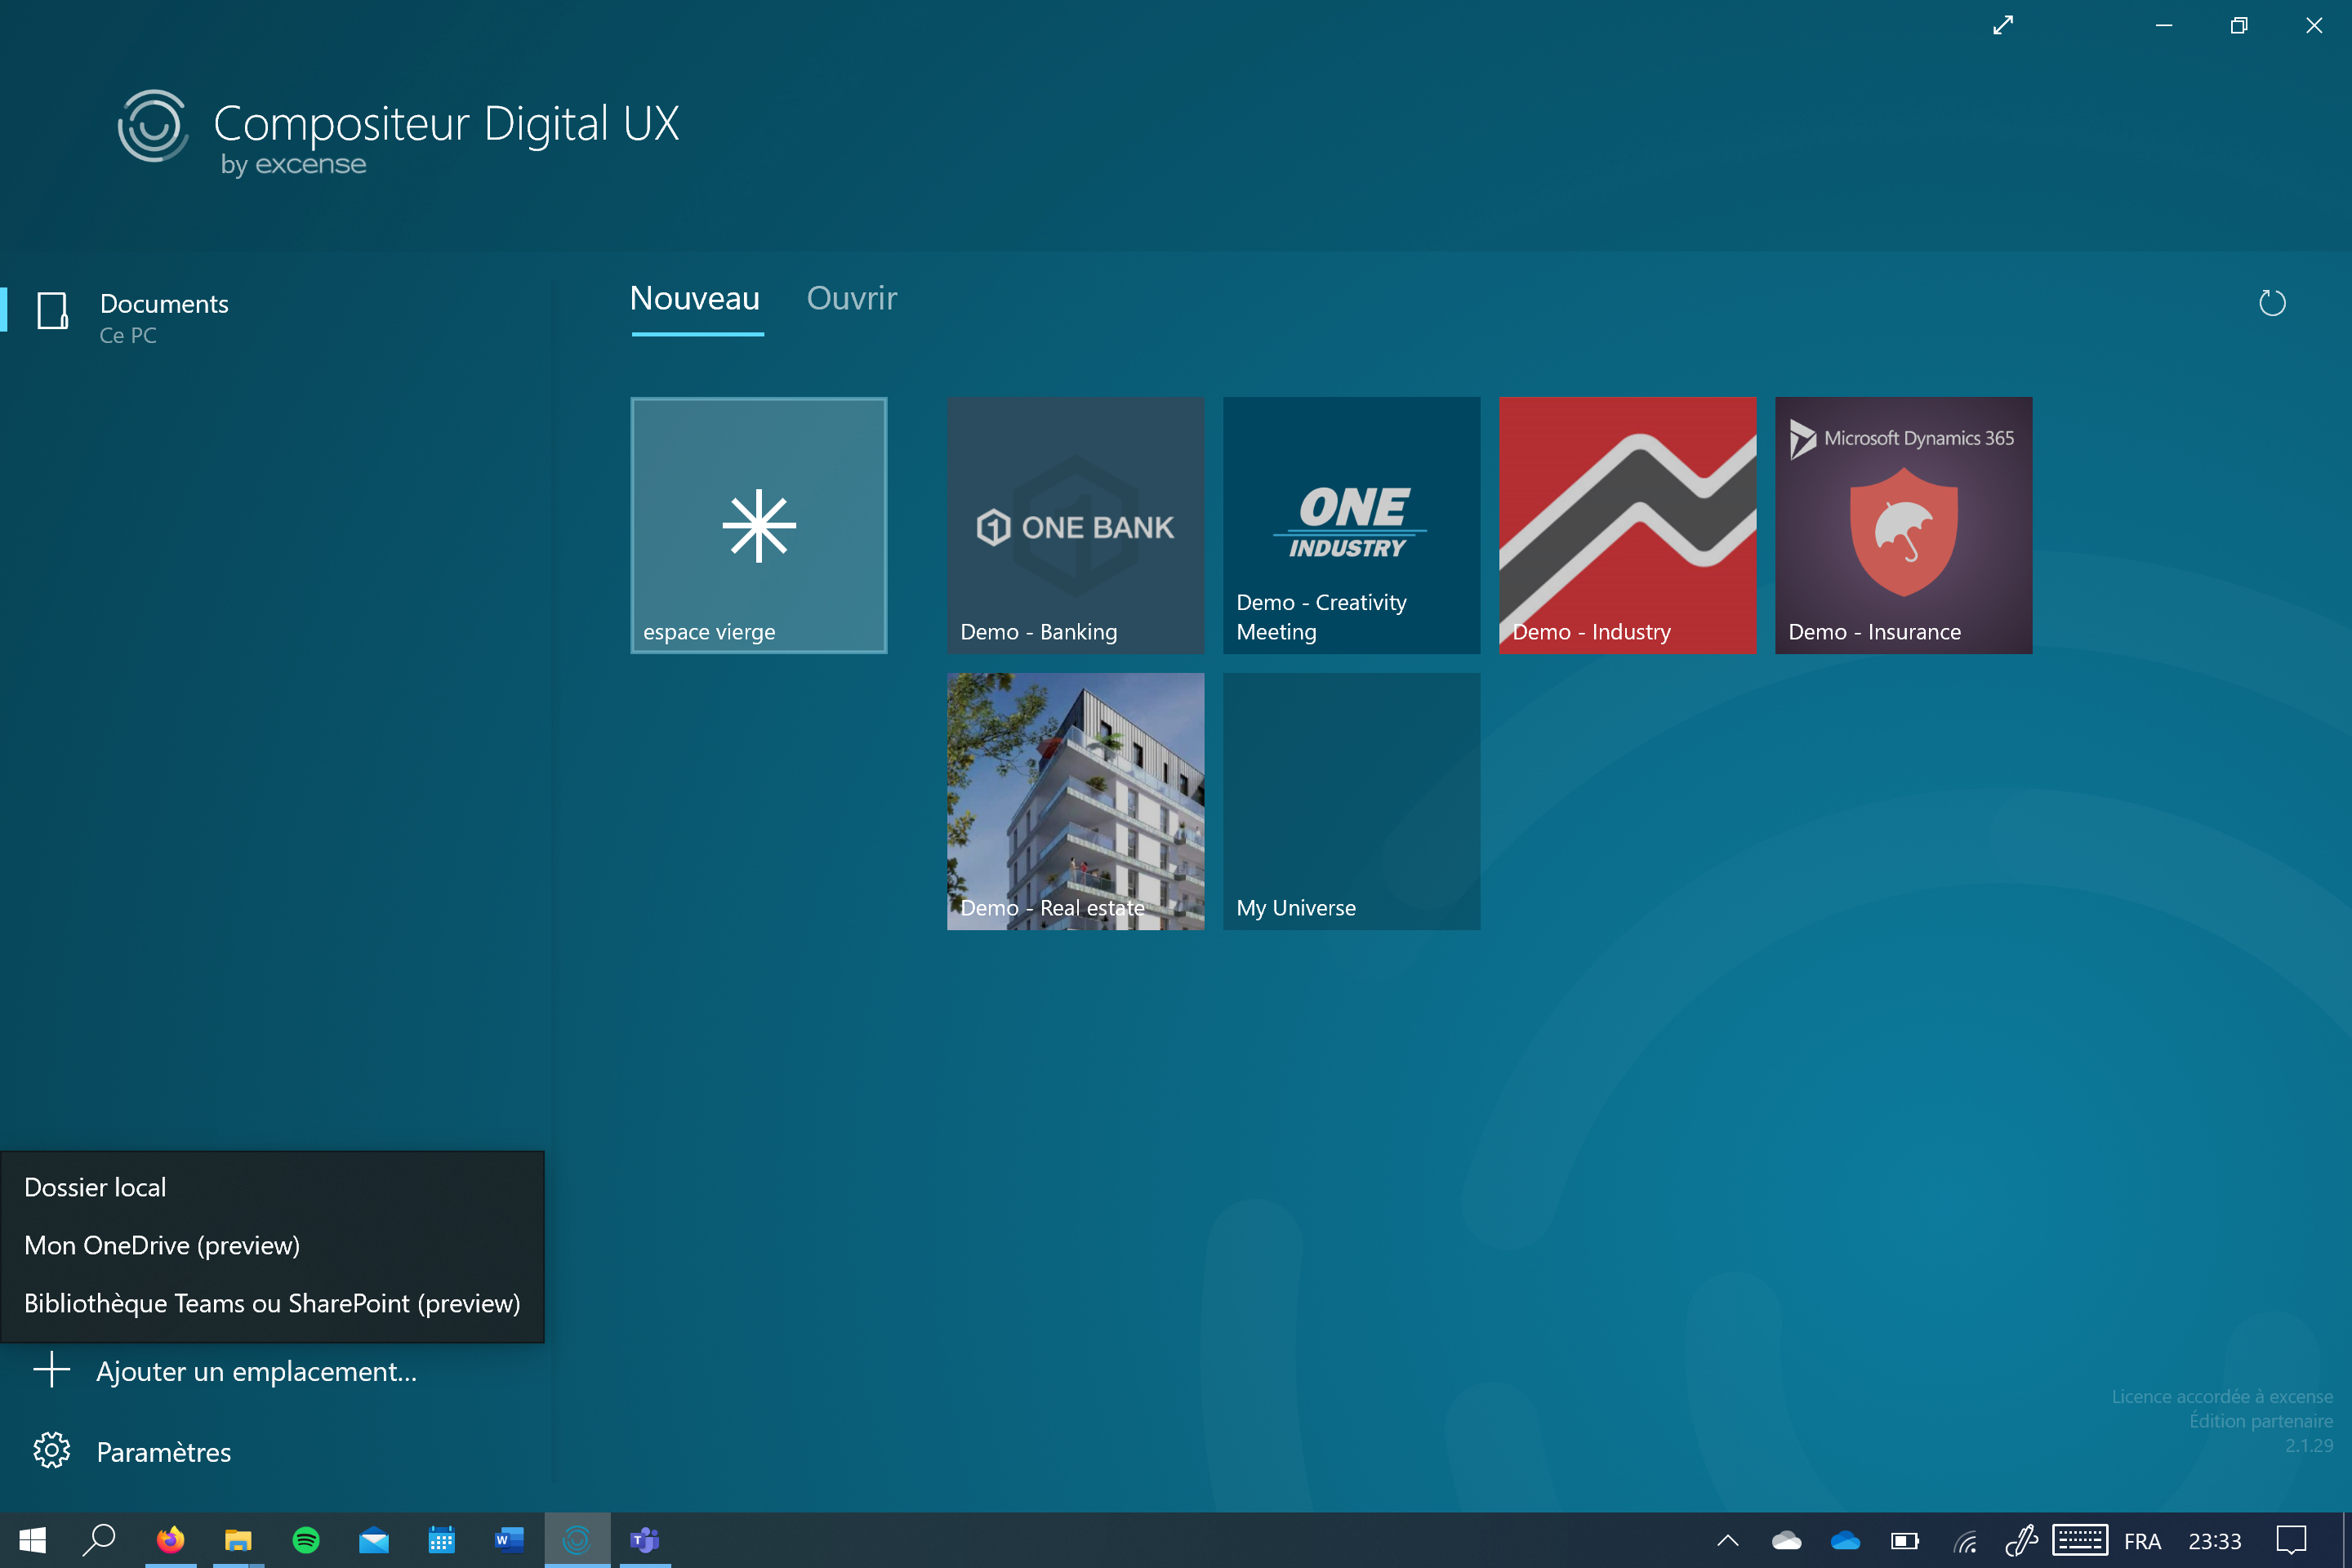 Compositeur Digital UX
by excense
Documents
Ce PC
Nouveau
Ouvrir
espace vierge
1 ONE BANK
Demo - Banking
ONE
INDUSTRY
Demo - Creativity
Meeting
Demo - Industry
Microsoft Dynamics 365
Demo - Insurance
Demo - Real estate
My Universe
Dossier local
Mon OneDrive (preview)
Bibliothèque Teams ou SharePoint (preview)
Ajouter un emplacement...
Paramètres
Licence accordée à excense
Édition partenaire
2.1.29
W
T
FRA
23:33